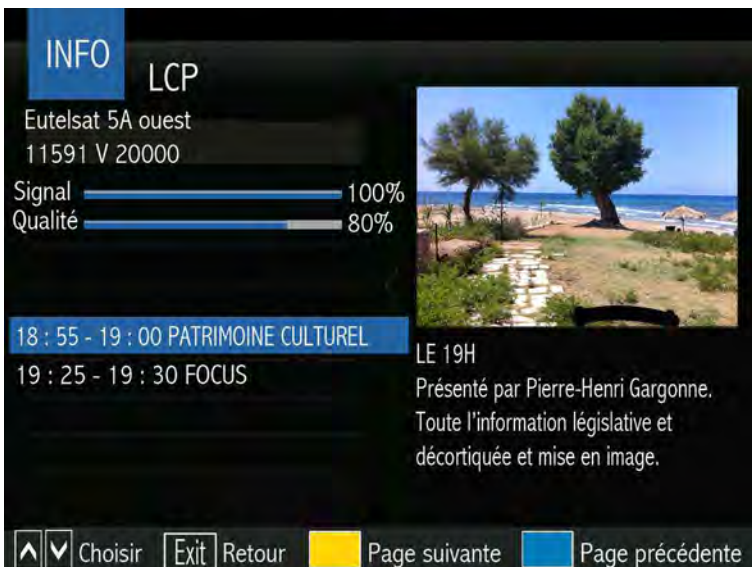 INFO
LCP
Eutelsat 5A ouest
11591 V 20000
Signal 100%
Qualité 80%
18 : 55 - 19 : 00 PATRIMOINE CULTUREL
19 : 25 - 19 : 30 FOCUS
LE 19H
Présenté par Pierre-Henri Gargonne.
Toute l'information législative et
décortiquée et mise en image.
Choisir Exit Retour Page suivante Page précédente